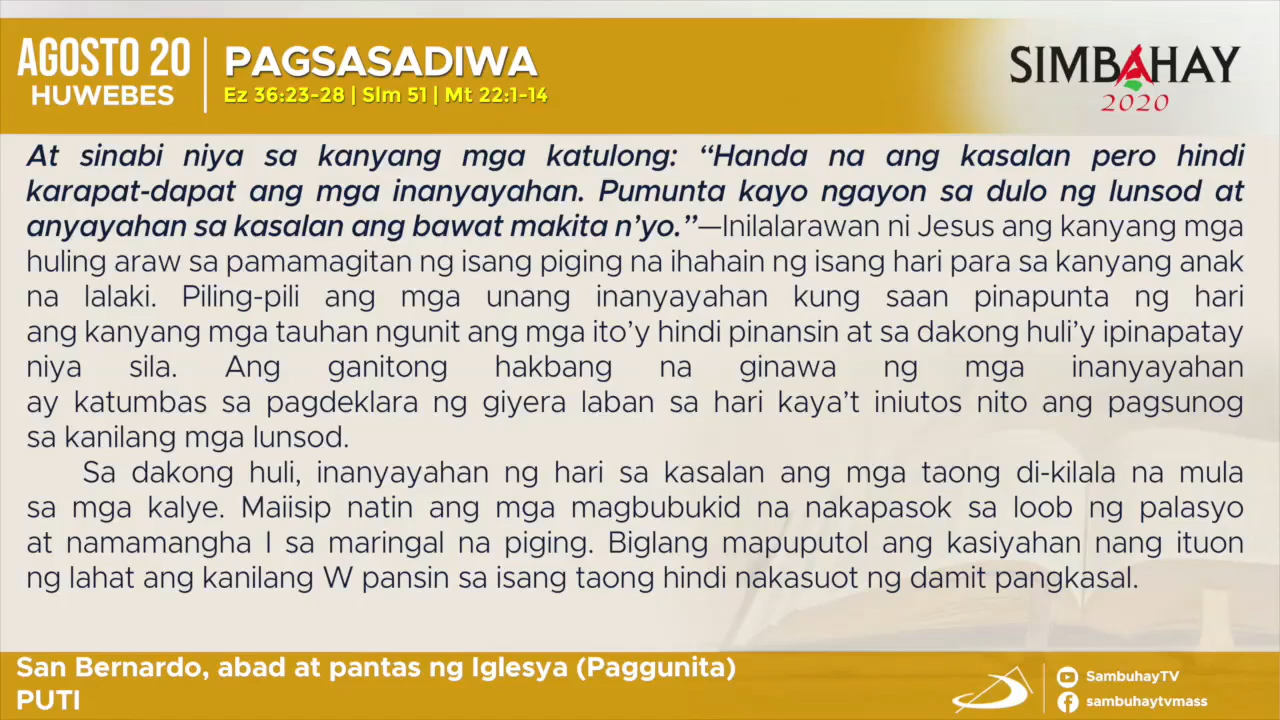 AGOSTO 20
HUWEBES
PAGSASADIWA
Ez 36:23-28 | Slm 51 | Mt 22:1-14
SIMBAHAY
2020
At sinabi niya sa kanyang mga katulong: “Handa na ang kasalan pero hindi
karapat-dapat ang mga inanyayahan. Pumunta kayo ngayon sa dulo ng lunsod at
anyayahan sa kasalan ang bawat makita n’yo.”—Inilalarawan ni Jesus ang kanyang mga
huling araw sa pamamagitan ng isang piging na ihahain ng isang hari para sa kanyang anak
na lalaki. Piling-pili ang mga unang inanyayahan kung saan pinapunta ng hari
ang kanyang mga tauhan ngunit ang mga ito’y hindi pinansin at sa dakong huli’y ipinapatay
niya sila. Ang ganitong hakbang na ginawa ng mga inanyayahan
ay katumbas sa pagdeklara ng giyera laban sa hari kaya’t iniutos nito ang pagsunog
sa kanilang mga lunsod.
Sa dakong huli, inanyayahan ng hari sa kasalan ang mga taong di-kilala na mula
sa mga kalye. Maiisip natin ang mga magbubukid na nakapasok sa loob ng palasyo
at namamangha I sa maringal na piging. Biglang mapuputol ang kasiyahan nang ituon
ng lahat ang kanilang W pansin sa isang taong hindi nakasuot ng damit pangkasal.
San Bernardo, abad at pantas ng Iglesya (Paggunita)
PUTI
SambuhayTV
sambuhaytvmass